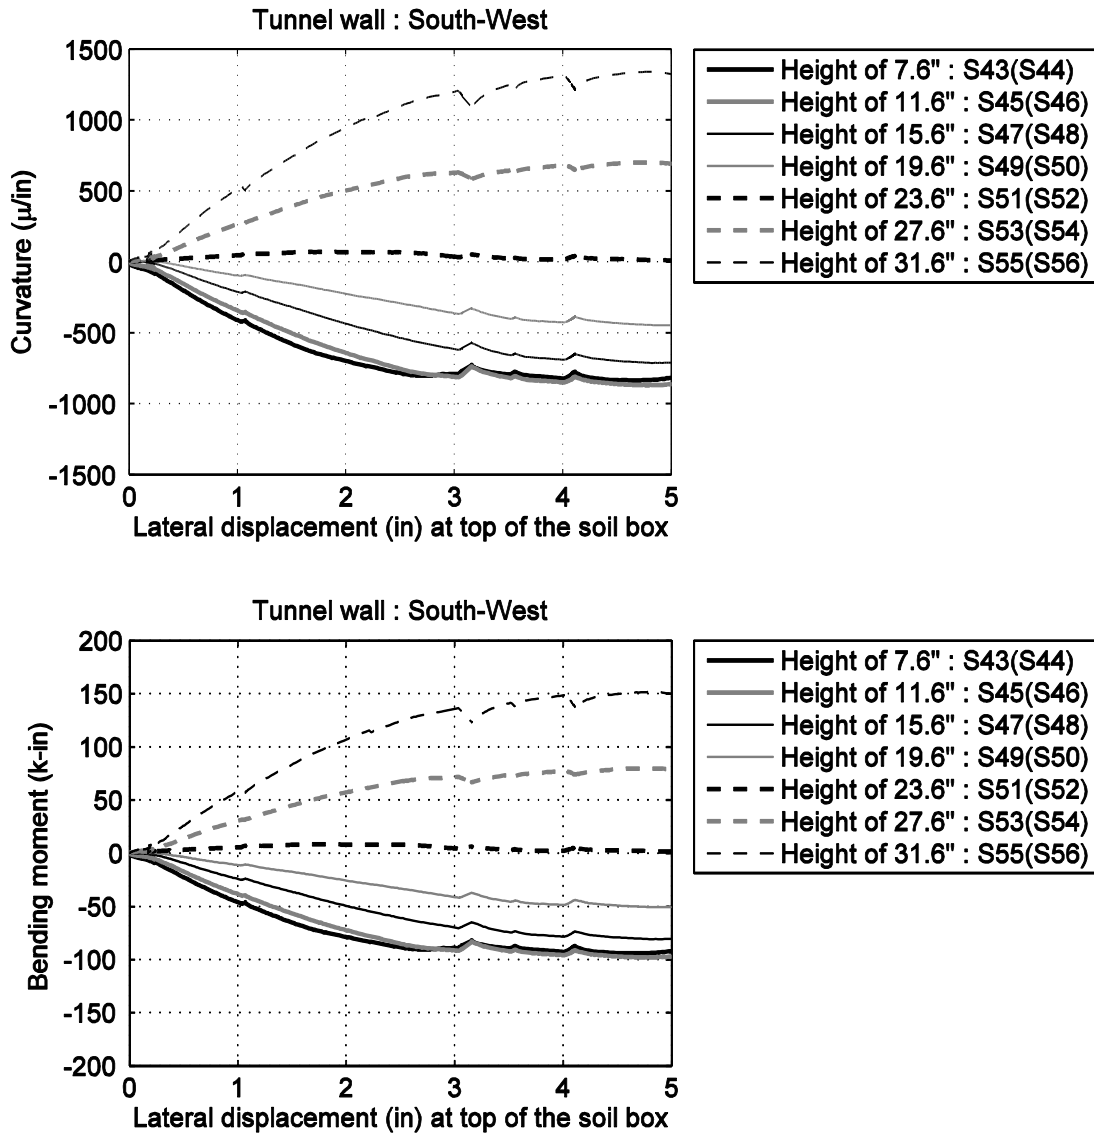 Tunnel wall : South-West
1500
1000
500
0
-500
-1000
-1500
Curvature (μ/in)
0 1 2 3 4 5
Lateral displacement (in) at top of the soil box
Height of 7.6" : S43(S44)
Height of 11.6" : S45(S46)
Height of 15.6" : S47(S48)
Height of 19.6" : S49(S50)
Height of 23.6" : S51(S52)
Height of 27.6" : S53(S54)
Height of 31.6" : S55(S56)
Tunnel wall : South-West
200
150
100
50
0
-50
-100
-150
-200
Bending moment (k-in)
0 1 2 3 4 5
Lateral displacement (in) at top of the soil box
Height of 7.6" : S43(S44)
Height of 11.6" : S45(S46)
Height of 15.6" : S47(S48)
Height of 19.6" : S49(S50)
Height of 23.6" : S51(S52)
Height of 27.6" : S53(S54)
Height of 31.6" : S55(S56)